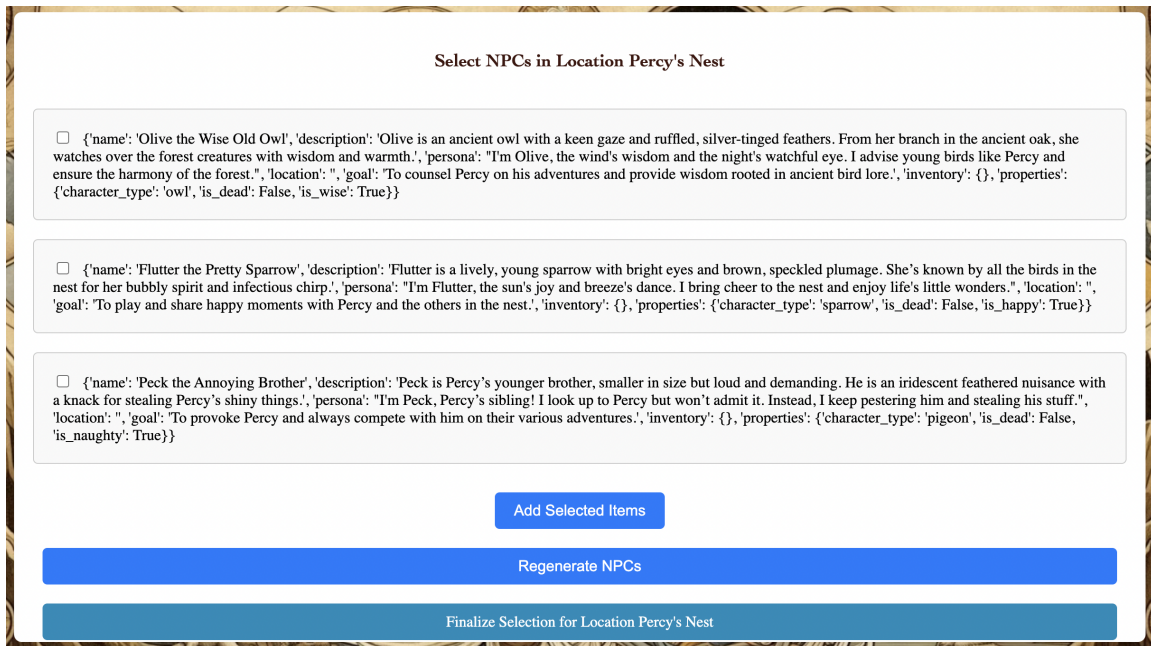 Select NPCs in Location Percy's Nest
{'name': 'Olive the Wise Old Owl', 'description': 'Olive is an ancient owl with a keen gaze and ruffled, silver-tinged feathers. From her branch in the ancient oak, she
watches over the forest creatures with wisdom and warmth.', 'persona': "I'm Olive, the wind's wisdom and the night's watchful eye. I advise young birds like Percy and
ensure the harmony of the forest.", 'location': '', 'goal': 'To counsel Percy on his adventures and provide wisdom rooted in ancient bird lore.', 'inventory': {}, 'properties':
{'character_type': 'owl', 'is_dead': False, 'is_wise': True}}
{'name': 'Flutter the Pretty Sparrow', 'description': 'Flutter is a lively, young sparrow with bright eyes and brown, speckled plumage. She’s known by all the birds in the
nest for her bubbly spirit and infectious chirp.', 'persona': "I'm Flutter, the sun's joy and breeze's dance. I bring cheer to the nest and enjoy life's little wonders.", 'location': '',
'goal': 'To play and share happy moments with Percy and the others in the nest.', 'inventory': {}, 'properties': {'character_type': 'sparrow', 'is_dead': False, 'is_happy': True}}
{'name': 'Peck the Annoying Brother', 'description': 'Peck is Percy’s younger brother, smaller in size but loud and demanding. He is an iridescent feathered nuisance with
a knack for stealing Percy’s shiny things.', 'persona': "I'm Peck, Percy’s sibling! I look up to Percy but won’t admit it. Instead, I keep pestering him and stealing his stuff.",
'location': '', 'goal': 'To provoke Percy and always compete with him on their various adventures.', 'inventory': {}, 'properties': {'character_type': 'pigeon', 'is_dead': False,
'is_naughty': True}}
Add Selected Items
Regenerate NPCs
Finalize Selection for Location Percy's Nest